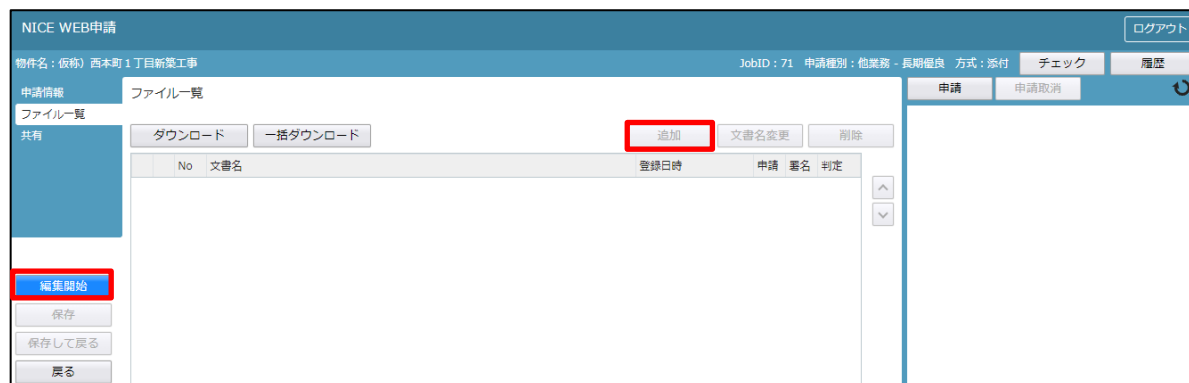 NICE WEB申請
ログアウト
物件名：仮称）西本町１丁目新築工事
JobID：71 申請種別：他業務 - 長期優良 方式：添付
チェック
履歴
申請情報
ファイル一覧
共有
ファイル一覧
申請
申請取消
ダウンロード
一括ダウンロード
追加
文書名変更
削除
No 文書名 登録日時 申請 署名 判定
編集開始
保存
保存して戻る
戻る